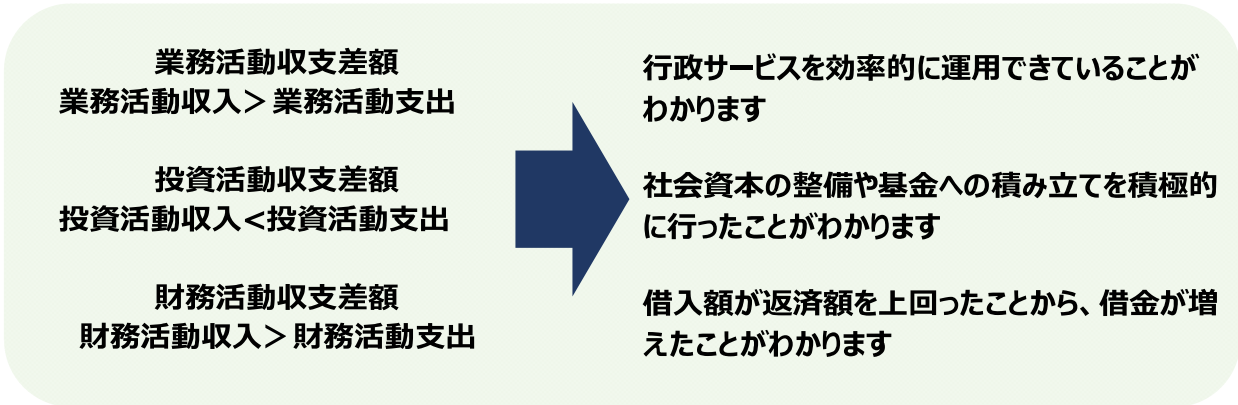 業務活動収支差額
業務活動収入＞業務活動支出
行政サービスを効率的に運用できていることが
わかります
投資活動収支差額
投資活動収入<投資活動支出
社会資本の整備や基金への積み立てを積極的
に行ったことがわかります
財務活動収支差額
財務活動収入＞財務活動支出
借入額が返済額を上回ったことから、借金が増
えたことがわかります